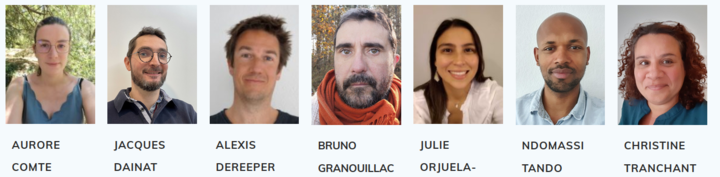 AURORE
COMTE
JACQUES
DAINAT
ALEXIS
DEREEPER
BRUNO
GRANOUILLAC
JULIE
ORJUELA-
NDOMASSI
TANDO
CHRISTINE
TRANCHANT